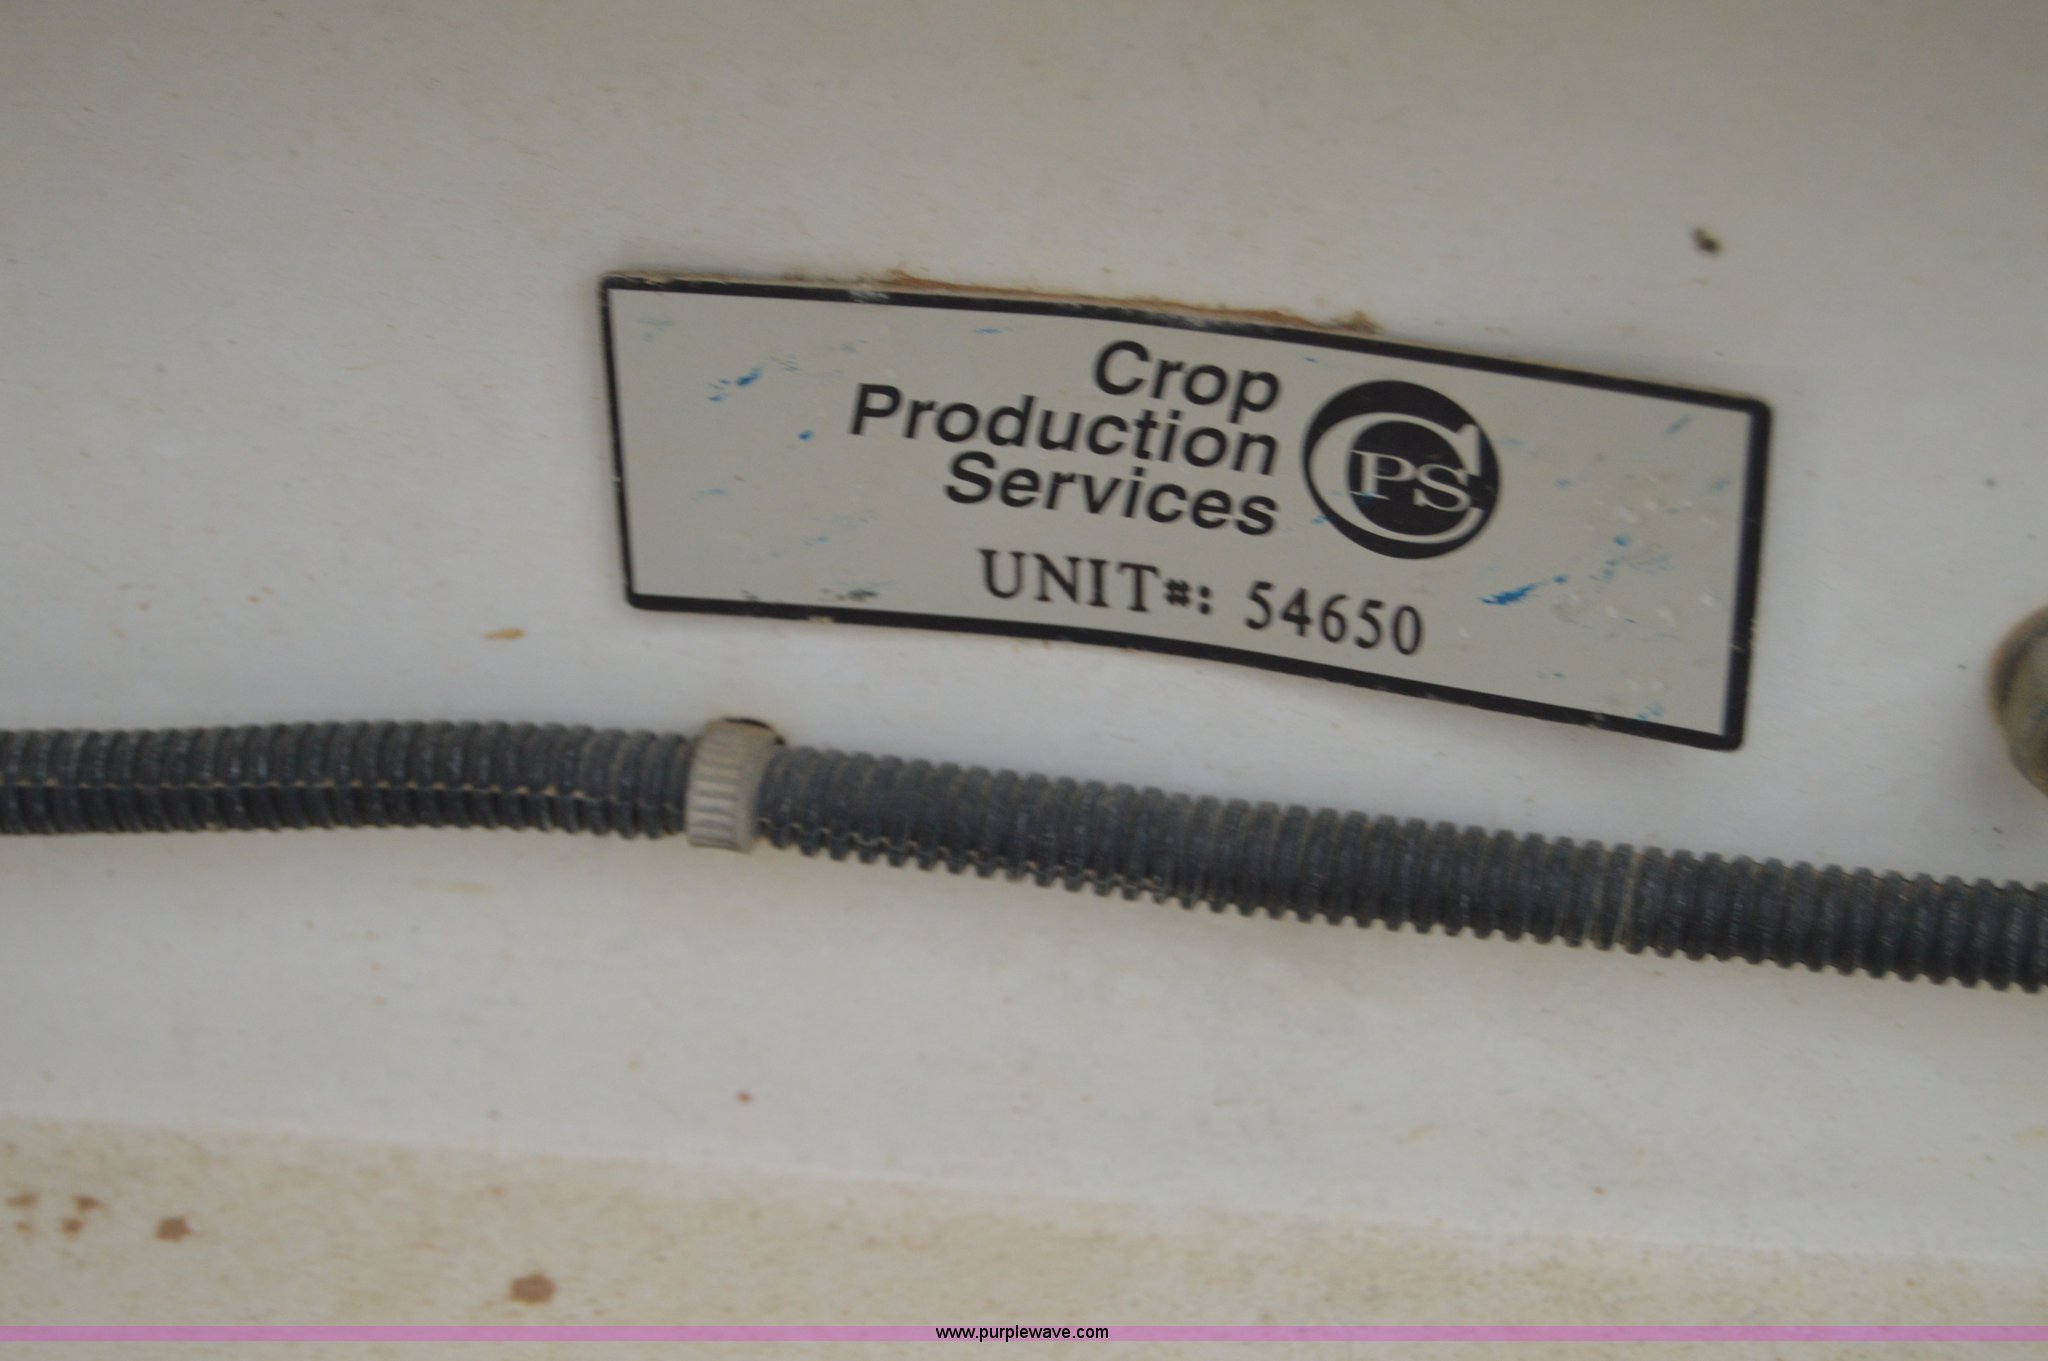 Crop
Production
Services
CPS
UNIT#: 54650
www.purplewave.com